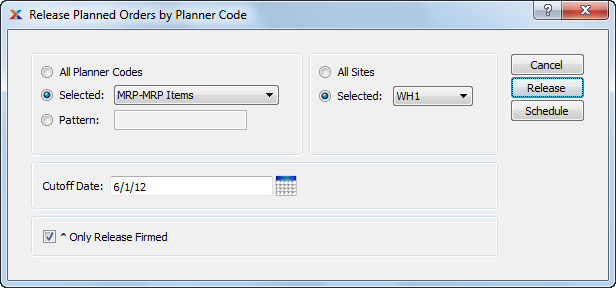 Release Planned Orders by Planner Code
?
All Planner Codes
Selected: MRP-MRP Items
Pattern:
All Sites
Selected: WH1
Cancel
Release
Schedule
Cutoff Date: 6/1/12
* Only Release Firmed